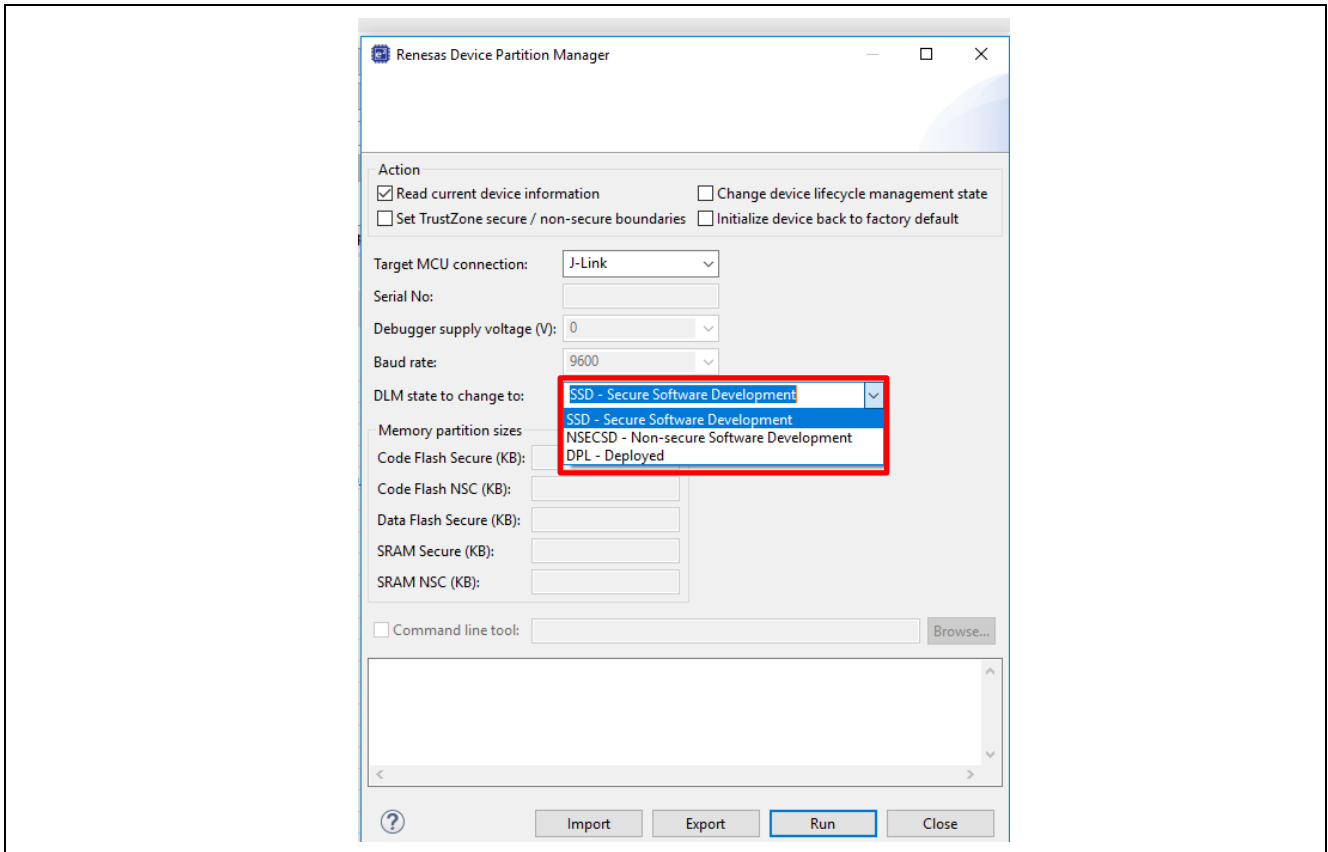 Renesas Device Partition Manager
Action
Read current device information
Change device lifecycle management state
Set TrustZone secure / non-secure boundaries
Initialize device back to factory default
Target MCU connection: J-Link
Serial No:
Debugger supply voltage (V): 0
Baud rate: 9600
DLM state to change to: SSD - Secure Software Development
SSD - Secure Software Development
NSECSD - Non-secure Software Development
DPL - Deployed
Memory partition sizes
Code Flash Secure (KB):
Code Flash NSC (KB):
Data Flash Secure (KB):
SRAM Secure (KB):
SRAM NSC (KB):
Command line tool: Browse...
? Import Export Run Close